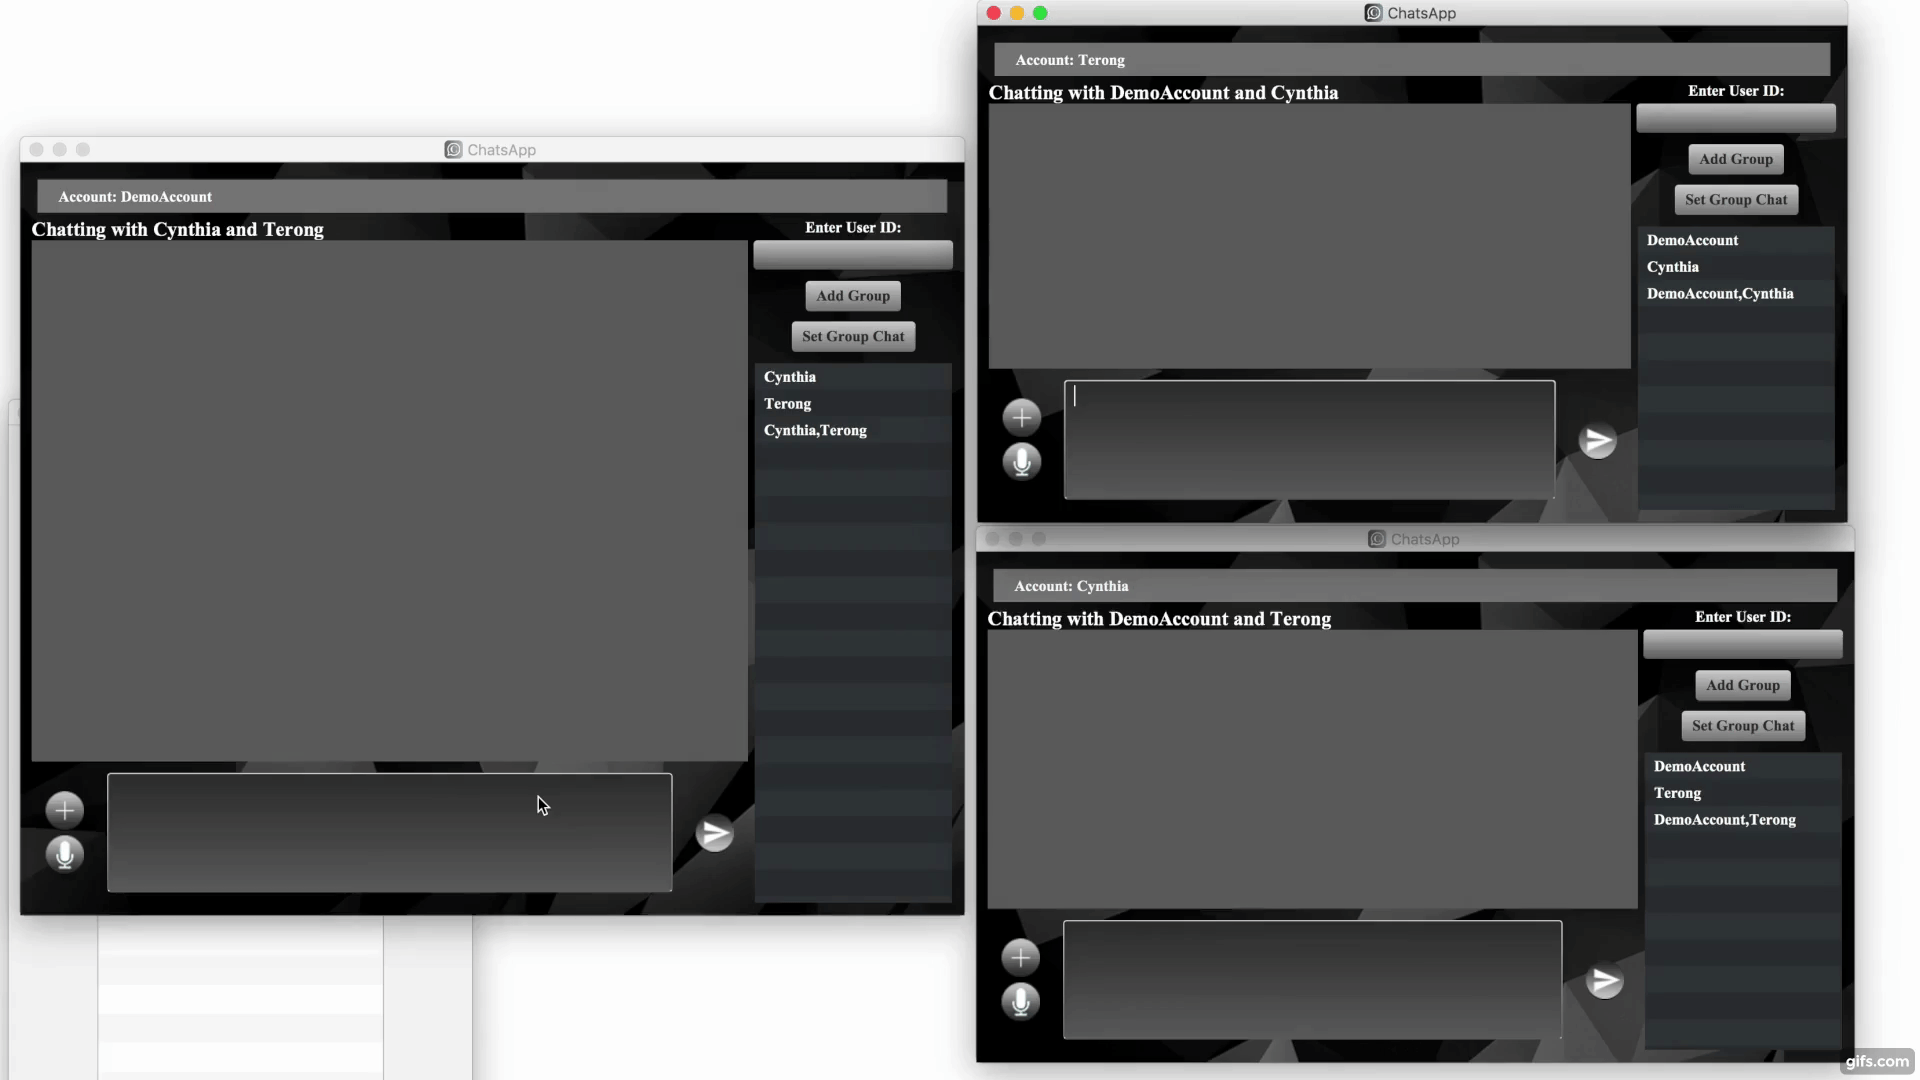 ChatsApp
Account: DemoAccount
Chatting with Cynthia and Terong
Enter User ID:
Add Group
Set Group Chat
Cynthia
Terong
Cynthia,Terong
ChatsApp
Account: Terong
Chatting with DemoAccount and Cynthia
Enter User ID:
Add Group
Set Group Chat
DemoAccount
Cynthia
DemoAccount,Cynthia
ChatsApp
Account: Cynthia
Chatting with DemoAccount and Terong
Enter User ID:
Add Group
Set Group Chat
DemoAccount
Terong
DemoAccount,Terong
gifs.com